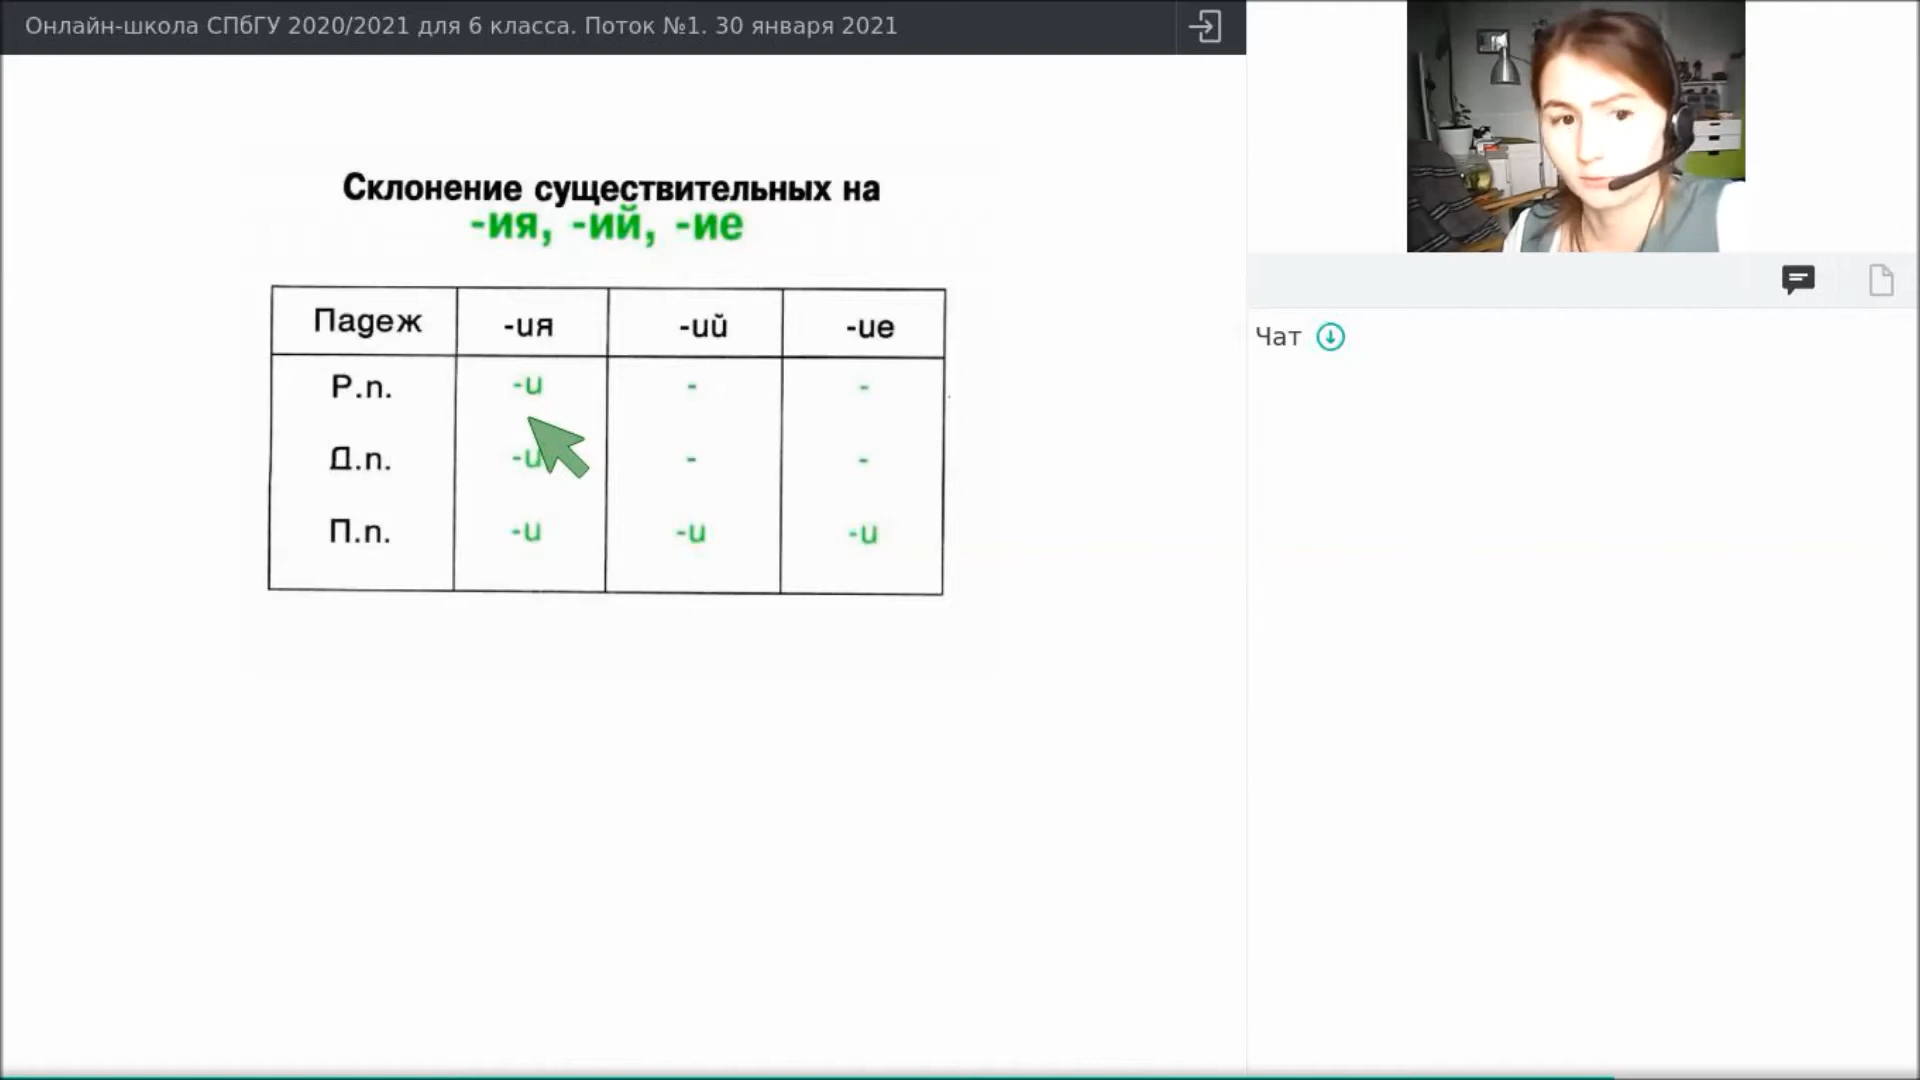 Онлайн-школа СПбГУ 2020/2021 для 6 класса. Поток №1. 30 января 2021
Склонение существительных на
-ия, -ий, -ие
Падеж -ия -ий -ие
Р.п. -и - -
Д.п. -и - -
П.п. -и -и -и
Чат